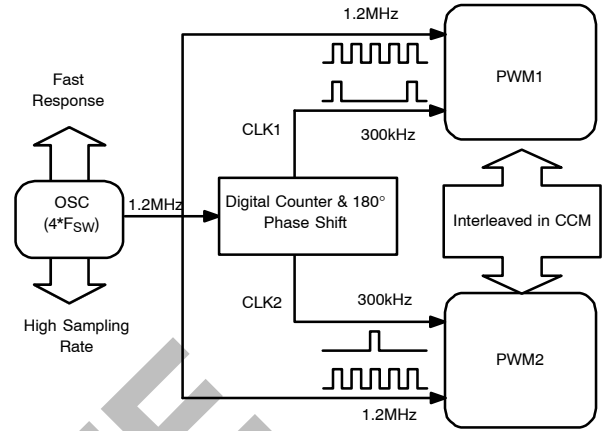 1.2MHz
PWM1
Fast
Response
CLK1
300kHz
OSC
(4*FSW)
1.2MHz
Digital Counter & 180°
Phase Shift
Interleaved in CCM
CLK2
300kHz
High Sampling
Rate
PWM2
1.2MHz